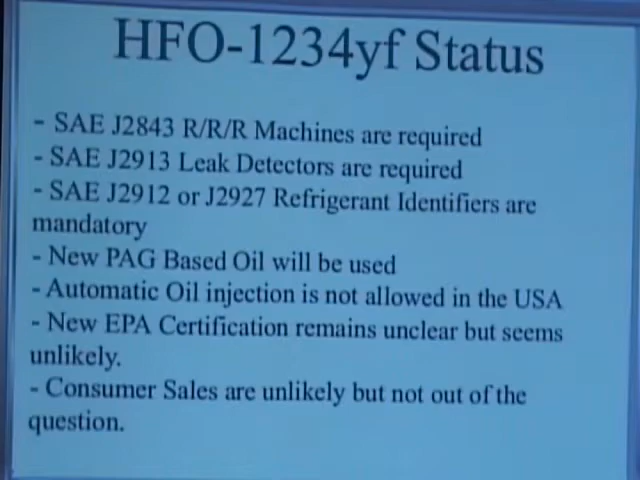 HFO-1234yf Status
- SAE J2843 R/R/R Machines are required
- SAE J2913 Leak Detectors are required
- SAE J2912 or J2927 Refrigerant Identifiers are
mandatory
- New PAG Based Oil will be used
- Automatic Oil injection is not allowed in the USA
- New EPA Certification remains unclear but seems
unlikely.
- Consumer Sales are unlikely but not out of the
question.